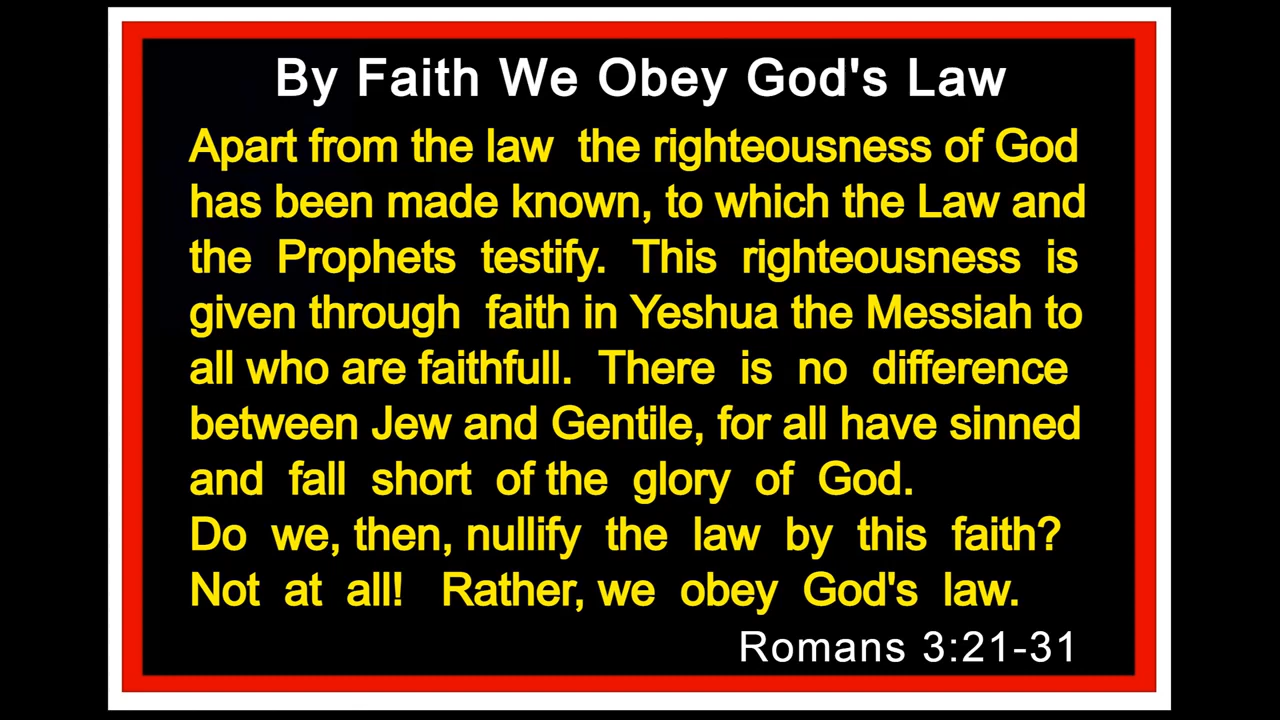 By Faith We Obey God's Law
Apart from the law the righteousness of God
has been made known, to which the Law and
the Prophets testify. This righteousness is
given through faith in Yeshua the Messiah to
all who are faithfull. There is no difference
between Jew and Gentile, for all have sinned
and fall short of the glory of God.
Do we, then, nullify the law by this faith?
Not at all! Rather, we obey God's law.
Romans 3:21-31